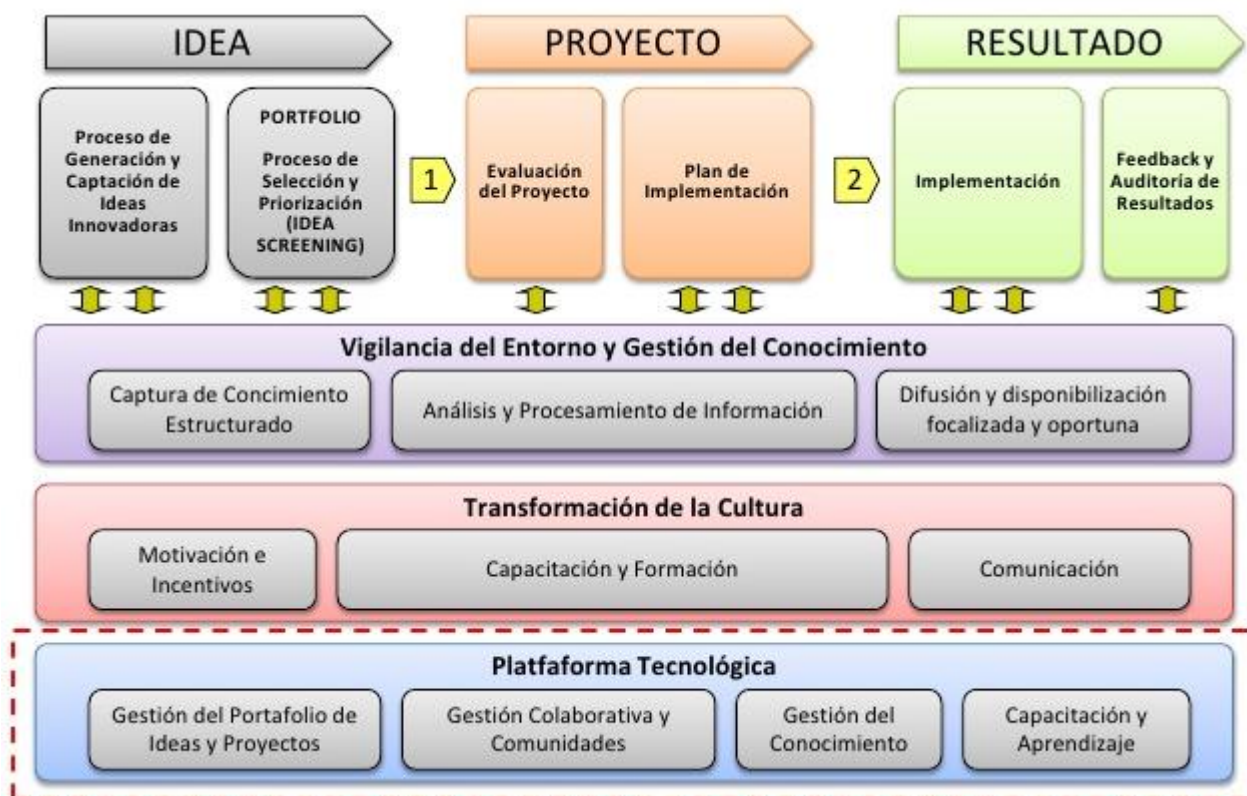 IDEA
PROYECTO
RESULTADO
Proceso de
Generación y
Captación de
Ideas
Innovadoras
PORTFOLIO
Proceso de
Selección y
Priorización
(IDEA
SCREENING)
1
Evaluación
del Proyecto
Plan de
Implementación
2
Implementación
Feedback y
Auditoría de
Resultados
Vigilancia del Entorno y Gestión del Conocimiento
Captura de Concimiento
Estructurado
Análisis y Procesamiento de Información
Difusión y disponibilización
focalizada y oportuna
Transformación de la Cultura
Motivación e
Incentivos
Capacitación y Formación
Comunicación
Platfaforma Tecnológica
Gestión del Portafolio de
Ideas y Proyectos
Gestión Colaborativa y
Comunidades
Gestión del
Conocimiento
Capacitación y
Aprendizaje